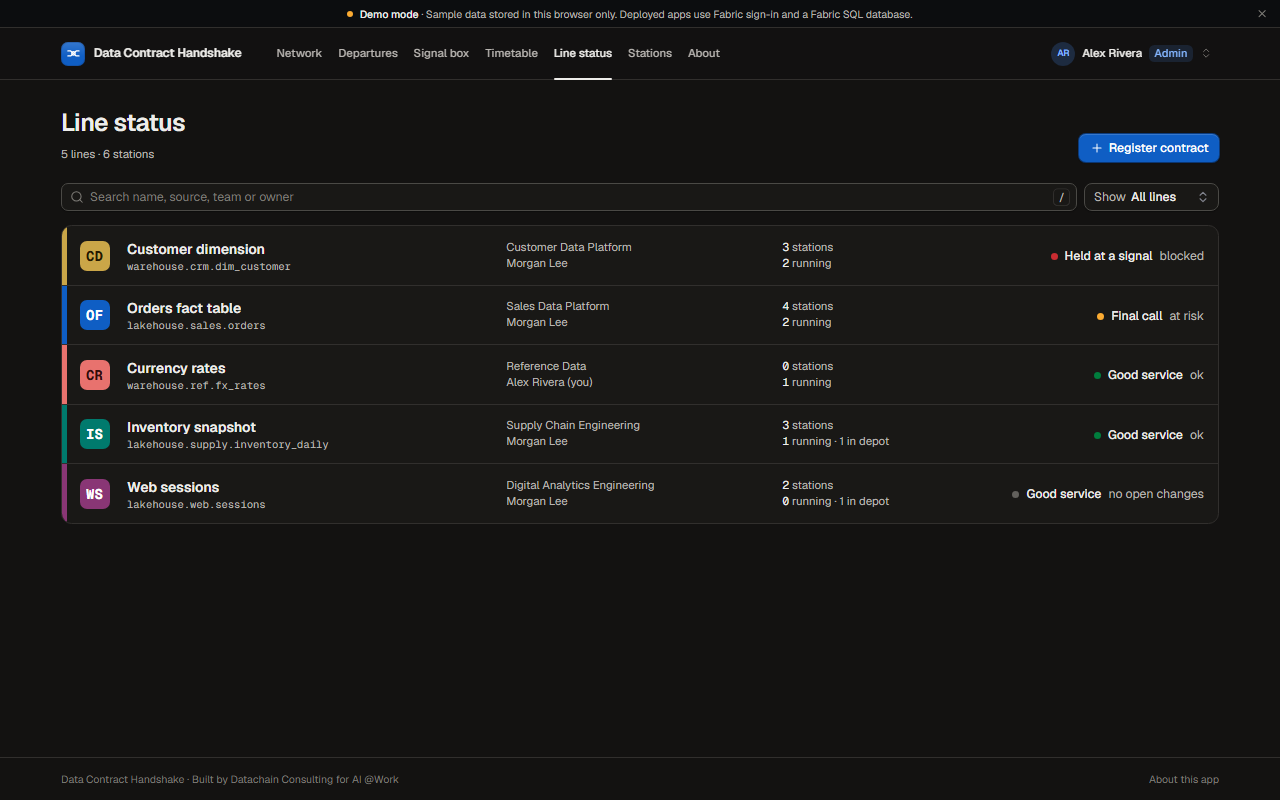 Demo mode · Sample data stored in this browser only. Deployed apps use Fabric sign-in and a Fabric SQL database.
Data Contract Handshake
Network
Departures
Signal box
Timetable
Line status
Stations
About
AR
Alex Rivera
Admin
Line status
5 lines · 6 stations
+ Register contract
Search name, source, team or owner
/
Show All lines
CD
Customer dimension
warehouse.crm.dim_customer
Customer Data Platform
Morgan Lee
3 stations
2 running
Held at a signal blocked
OF
Orders fact table
lakehouse.sales.orders
Sales Data Platform
Morgan Lee
4 stations
2 running
Final call at risk
CR
Currency rates
warehouse.ref.fx_rates
Reference Data
Alex Rivera (you)
0 stations
1 running
Good service ok
IS
Inventory snapshot
lakehouse.supply.inventory_daily
Supply Chain Engineering
Morgan Lee
3 stations
1 running · 1 in depot
Good service ok
WS
Web sessions
lakehouse.web.sessions
Digital Analytics Engineering
Morgan Lee
2 stations
0 running · 1 in depot
Good service no open changes
Data Contract Handshake · Built by Datachain Consulting for AI @Work
About this app